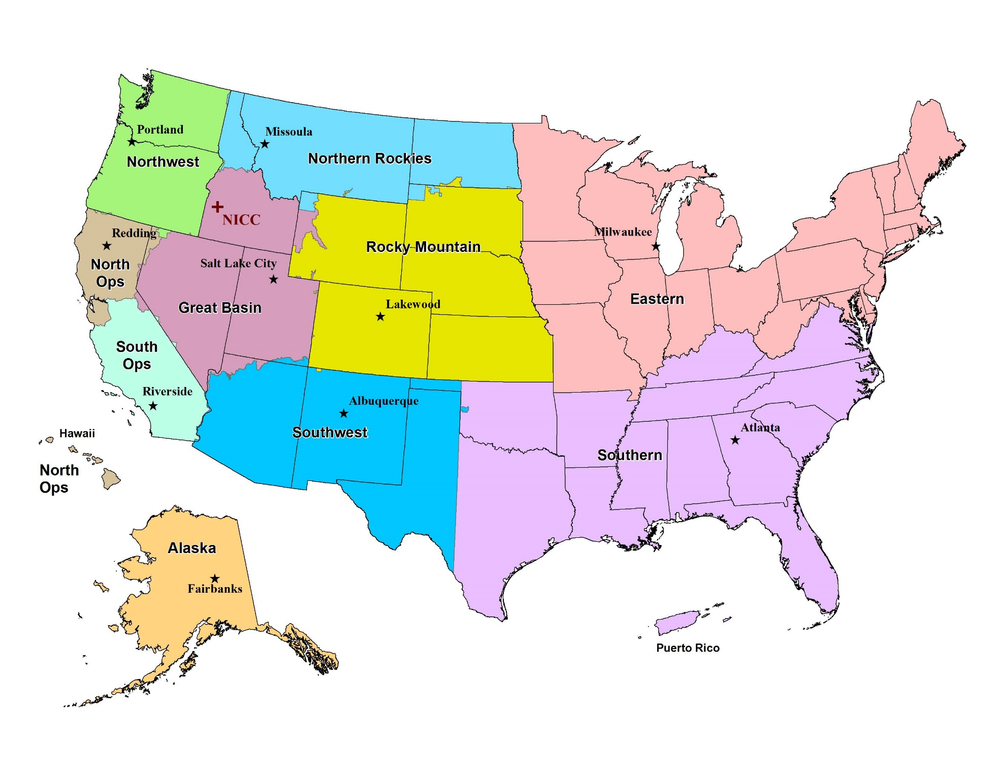 Portland
Missoula
Northern Rockies
Northwest
NICC
Redding
Milwaukee
Rocky Mountain
North
Ops
Salt Lake City
Eastern
Lakewood
Great Basin
South
Ops
Riverside
Albuquerque
Southwest
Atlanta
Southern
Hawaii
North
Ops
Alaska
Fairbanks
Puerto Rico